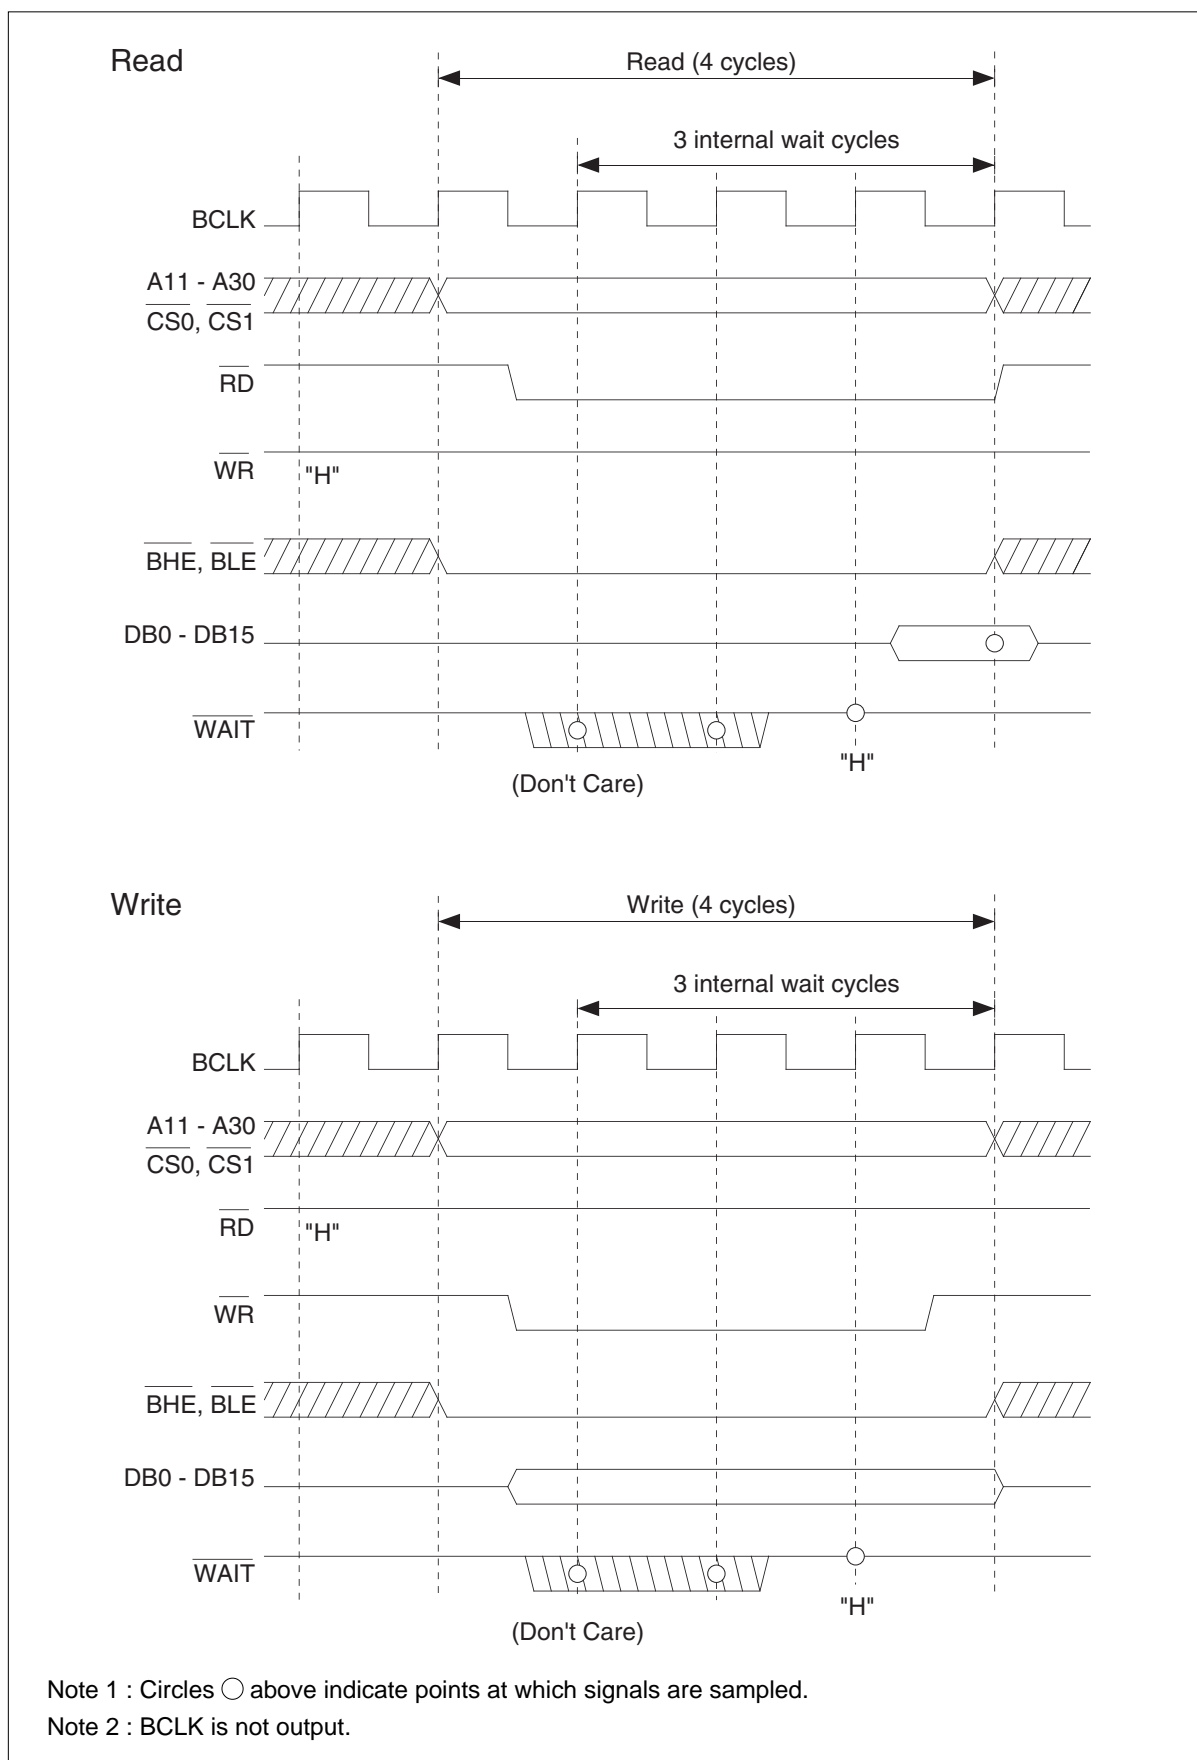 Read
Read (4 cycles)
3 internal wait cycles
BCLK
A11 - A30
CS0, CS1
RD
WR
"H"
BHE, BLE
DB0 - DB15
WAIT
"H"
(Don't Care)
Write
Write (4 cycles)
3 internal wait cycles
BCLK
A11 - A30
CS0, CS1
RD
"H"
WR
BHE, BLE
DB0 - DB15
WAIT
"H"
(Don't Care)
Note 1 : Circles ○ above indicate points at which signals are sampled.
Note 2 : BCLK is not output.